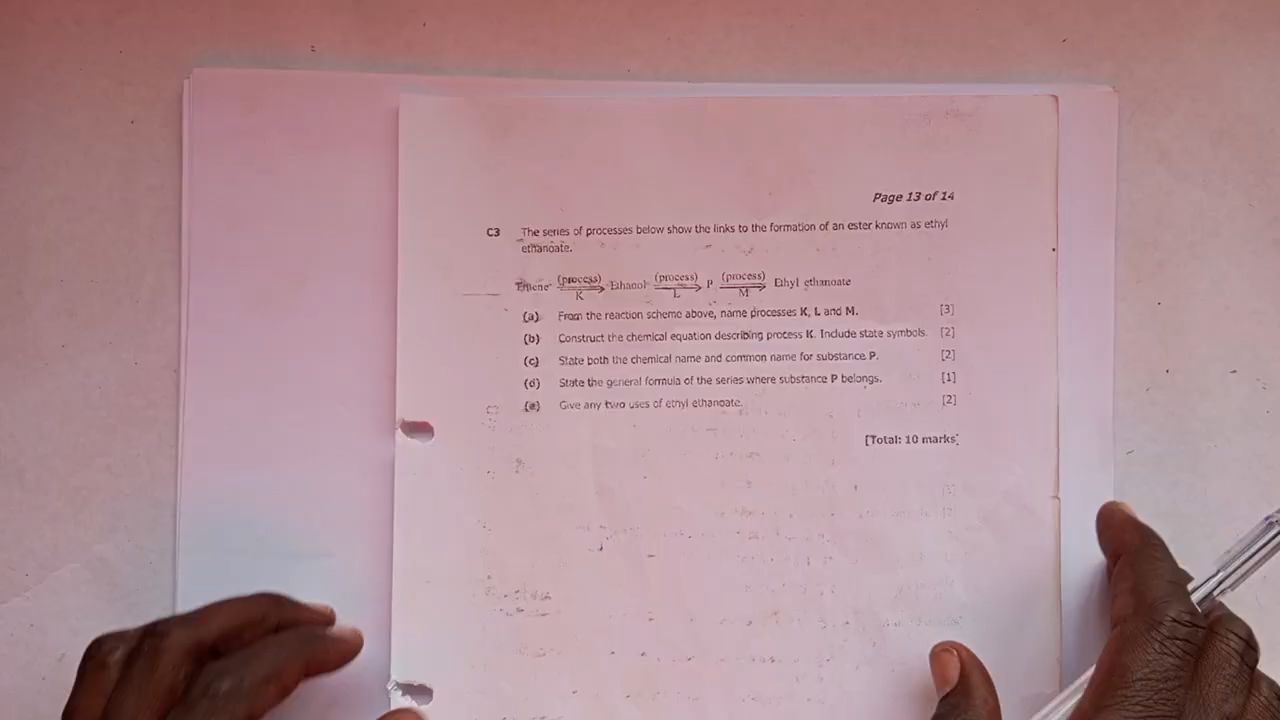 Page 13 of 14
C3 The series of processes below show the links to the formation of an ester known as ethyl
ethanoate.
Ethene (process) K Ethanol (process) L P (process) M Ethyl ethanoate
(a) From the reaction scheme above, name processes K, L and M. [3]
(b) Construct the chemical equation describing process K. Include state symbols. [2]
(c) State both the chemical name and common name for substance P. [2]
(d) State the general formula of the series where substance P belongs. [1]
(e) Give any two uses of ethyl ethanoate. [2]
[Total: 10 marks]